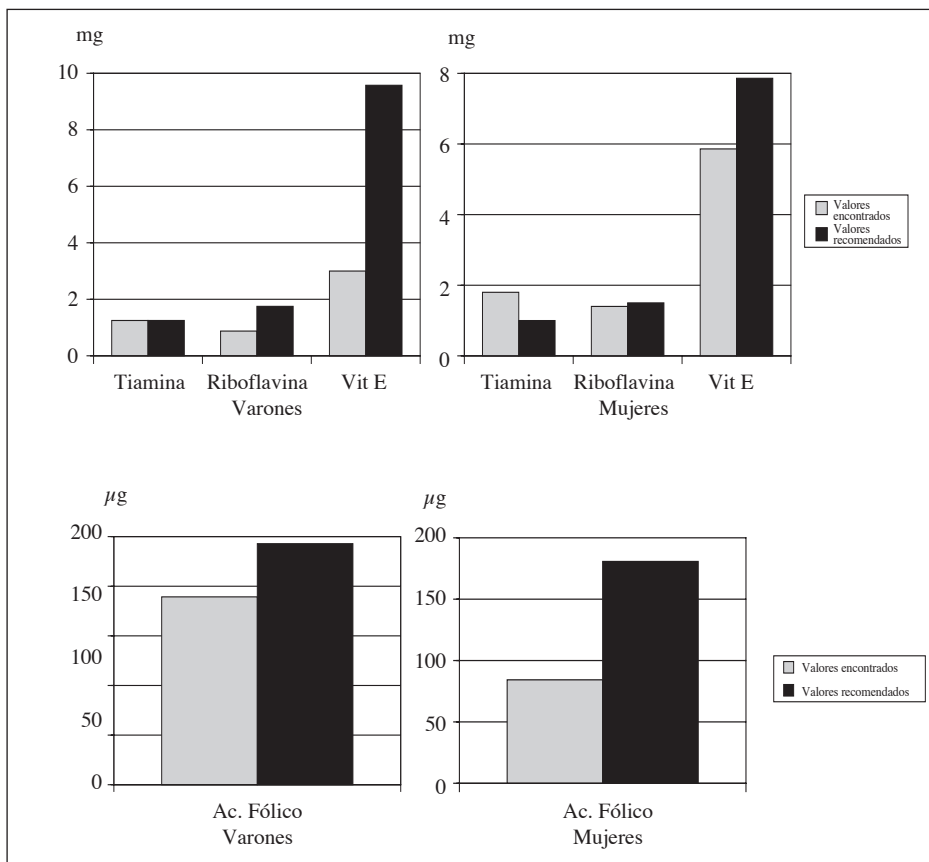 mg
10
8
6
4
2
0
Tiamina Riboflavina Vit E
Varones
mg
8
6
4
2
0
Tiamina Riboflavina Vit E
Mujeres
Valores
encontrados
Valores
recomendados
µg
200
150
100
50
0
Ac. Fólico
Varones
µg
200
150
100
50
0
Ac. Fólico
Mujeres
Valores encontrados
Valores recomendados